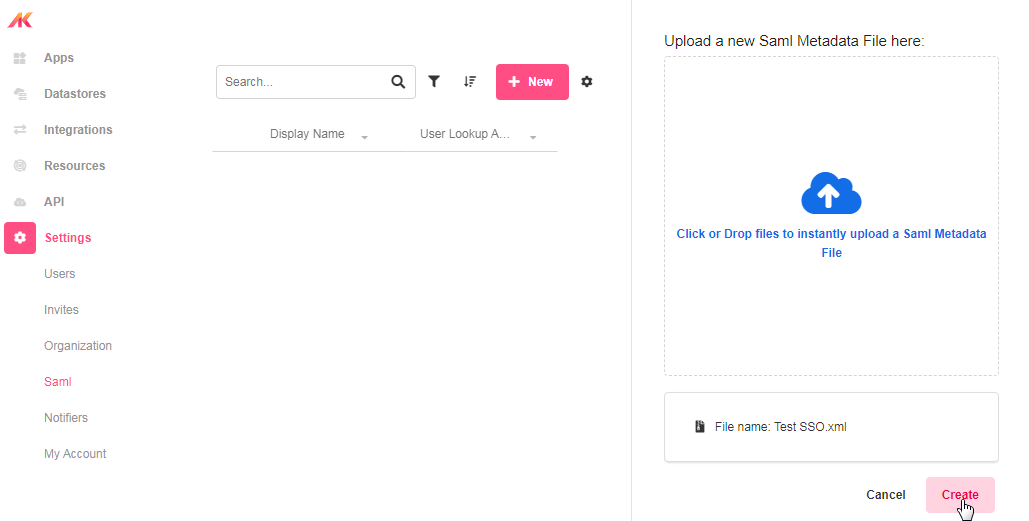 Apps
Datastores
Integrations
Resources
API
Settings
Users
Invites
Organization
Saml
Notifiers
My Account
Search...
New
Display Name
User Lookup A...
Upload a new Saml Metadata File here:
Click or Drop files to instantly upload a Saml Metadata
File
File name: Test SSO.xml
Cancel
Create